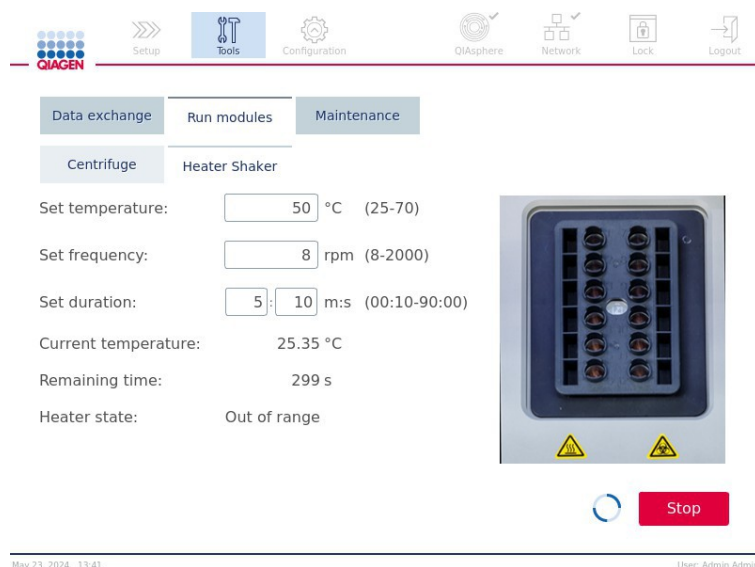 Setup
Tools
Configuration
QIAsphere
Network
Lock
Logout
QIAGEN
Data exchange
Run modules
Maintenance
Centrifuge
Heater Shaker
Set temperature: 50 °C (25-70)
Set frequency: 8 rpm (8-2000)
Set duration: 5 : 10 m:s (00:10-90:00)
Current temperature: 25.35 °C
Remaining time: 299 s
Heater state: Out of range
Stop
May 23, 2024 13:41
User: Admin Admi